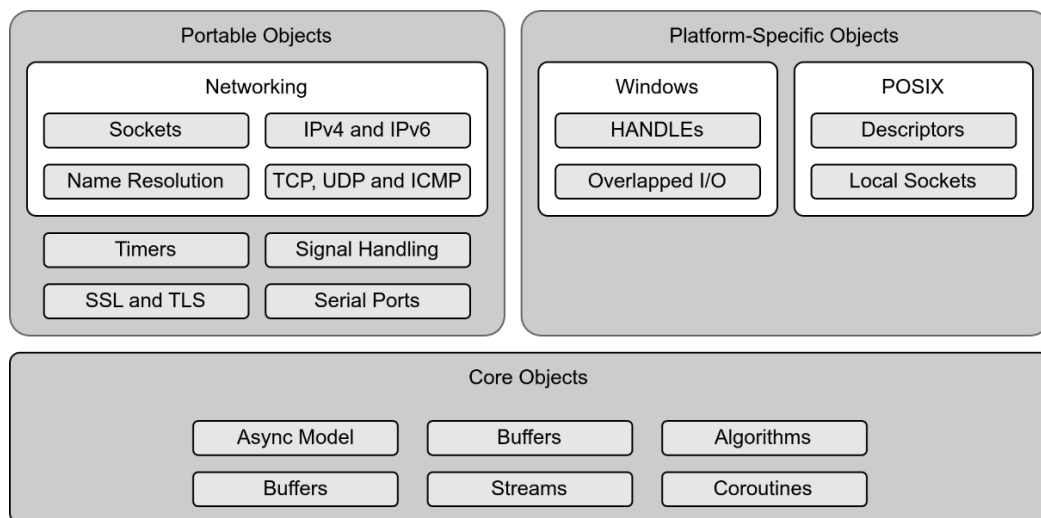 Portable Objects
Networking
Sockets
IPv4 and IPv6
Name Resolution
TCP, UDP and ICMP
Timers
Signal Handling
SSL and TLS
Serial Ports
Platform-Specific Objects
Windows
HANDLEs
Overlapped I/O
POSIX
Descriptors
Local Sockets
Core Objects
Async Model
Buffers
Algorithms
Buffers
Streams
Coroutines